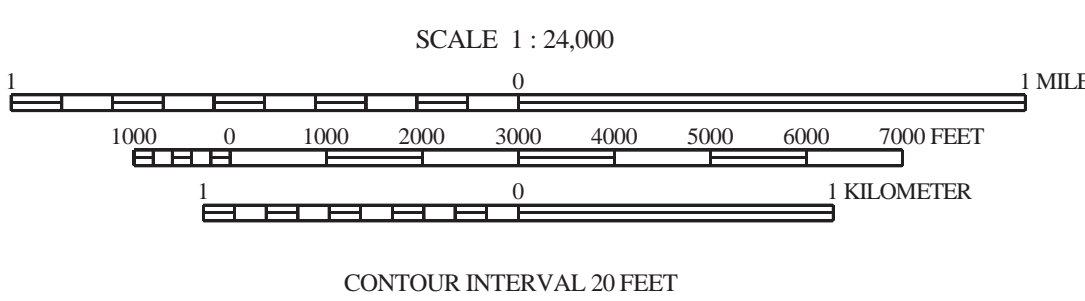 SCALE 1 : 24,000
1 0 1 MILE
1000 0 1000 2000 3000 4000 5000 6000 7000 FEET
1 0 1 KILOMETER
CONTOUR INTERVAL 20 FEET